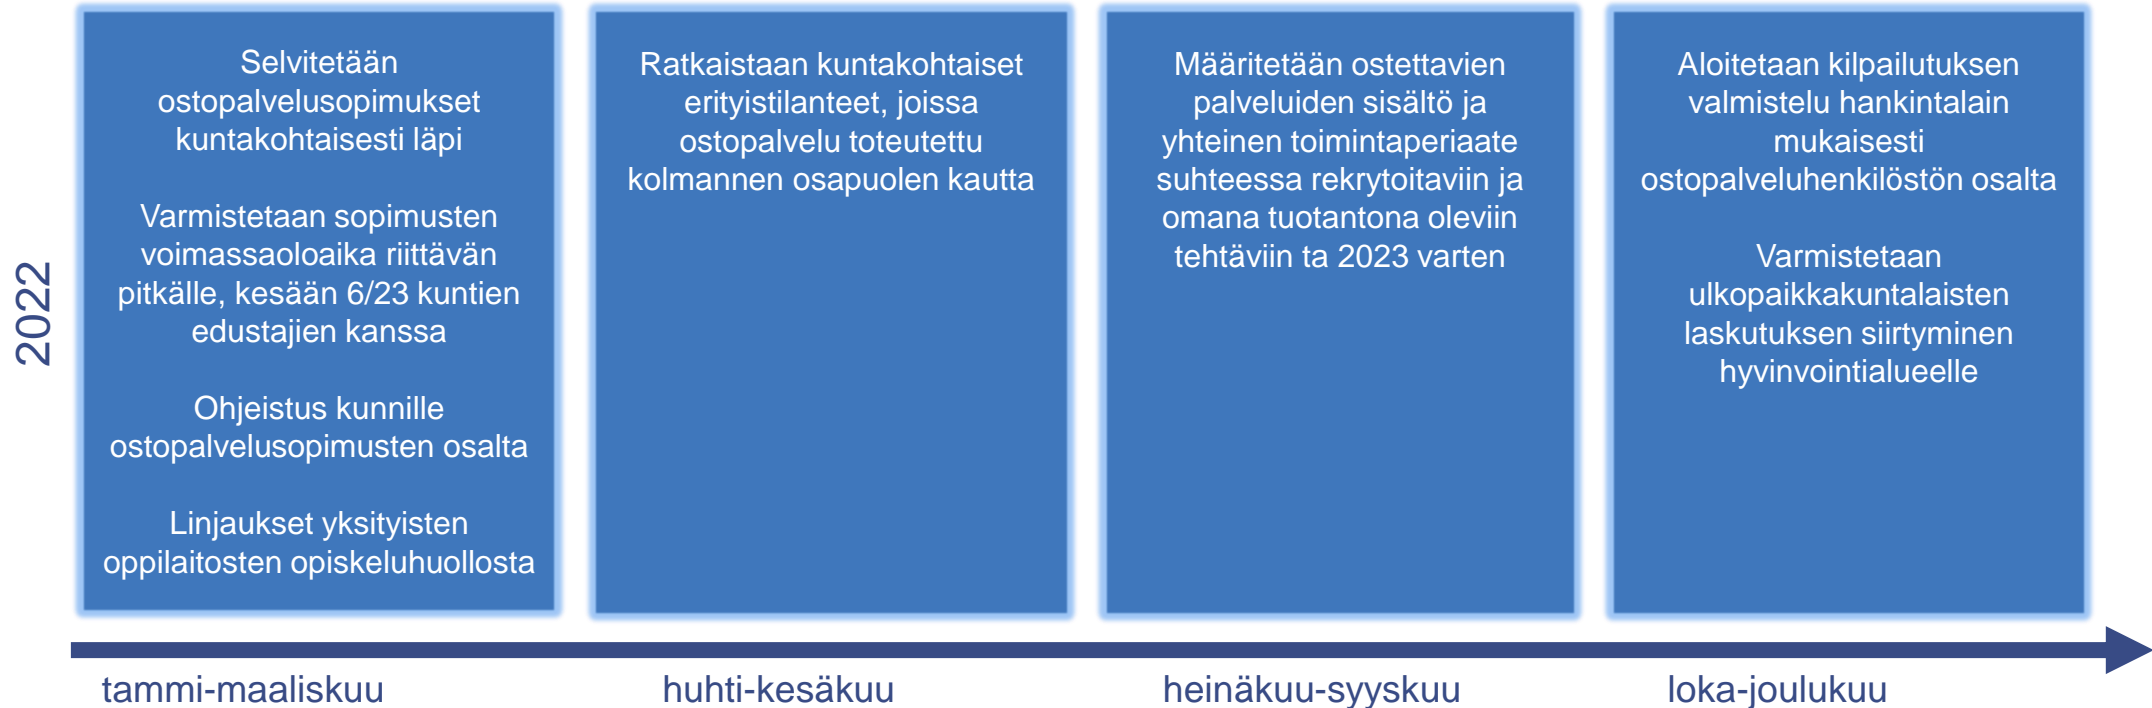 2022
Selvitetään
ostopalvelusopimukset
kuntakohtaisesti läpi
Varmistetaan sopimusten
voimassaoloaika riittävän
pitkälle, kesään 6/23 kuntien
edustajien kanssa
Ohjeistus kunnille
ostopalvelusopimusten osalta
Linjaukset yksityisten
oppilaitosten opiskeluhuollosta
Ratkaistaan kuntakohtaiset
erityistilanteet, joissa
ostopalvelu toteutettu
kolmannen osapuolen kautta
Määritetään ostettavien
palveluiden sisältö ja
yhteinen toimintaperiaate
suhteessa rekrytoitaviin ja
omana tuotantona oleviin
tehtäviin ta 2023 varten
Aloitetaan kilpailutuksen
valmistelu hankintalain
mukaisesti
ostopalveluhenkilöstön osalta
Varmistetaan
ulkopaikkakuntalaisten
laskutuksen siirtyminen
hyvinvointialueelle
tammi-maaliskuu
huhti-kesäkuu
heinäkuu-syyskuu
loka-joulukuu